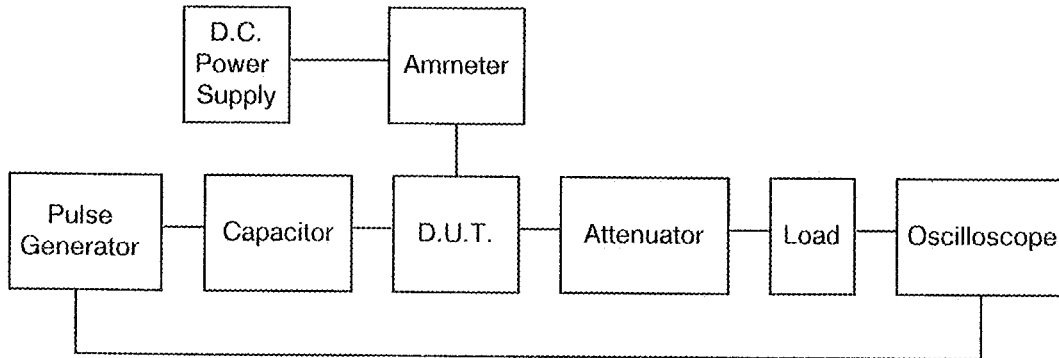 D.C.
Power
Supply
Ammeter
Pulse
Generator
Capacitor
D.U.T.
Attenuator
Load
Oscilloscope